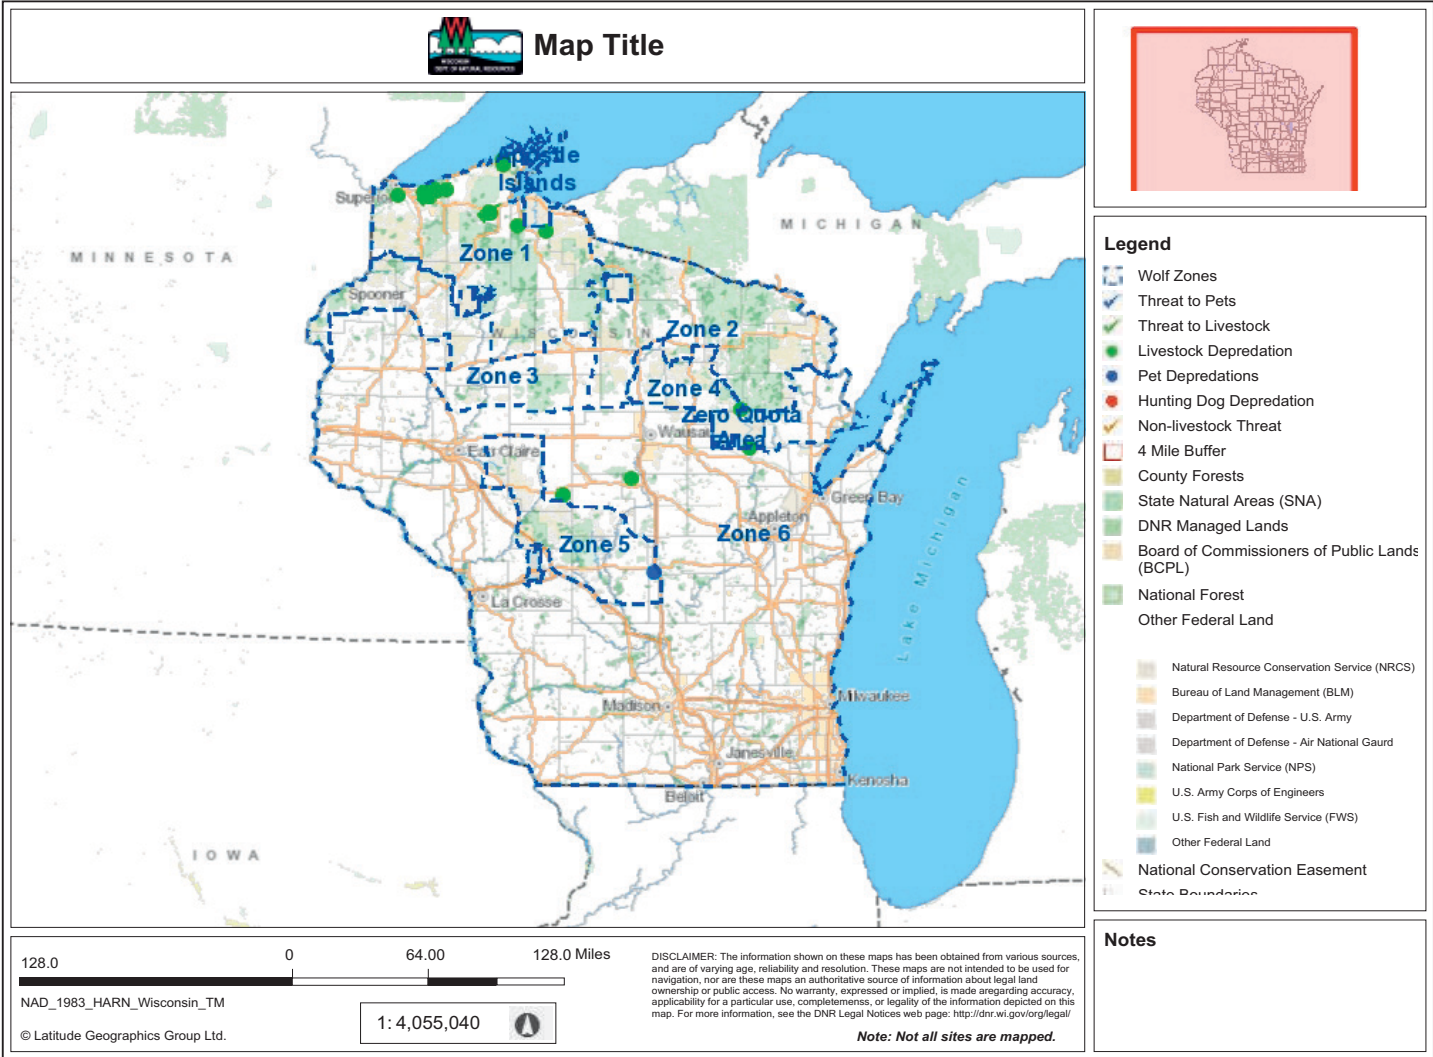 WISCONSIN
DEPT. OF NATURAL RESOURCES
Map Title
Apostle
Islands
Superior
MICHIGAN
MINNESOTA
Zone 1
Spooner
WISCONSIN
Zone 2
Zone 3
Zone 4
Zero Quota
Area
Wausau
Eau Claire
Green Bay
Appleton
Zone 6
Zone 5
Lake Michigan
La Crosse
Milwaukee
Madison
Janesville
Kenosha
Beloit
IOWA
Legend
Wolf Zones
Threat to Pets
Threat to Livestock
Livestock Depredation
Pet Depredations
Hunting Dog Depredation
Non-livestock Threat
4 Mile Buffer
County Forests
State Natural Areas (SNA)
DNR Managed Lands
Board of Commissioners of Public Lands
(BCPL)
National Forest
Other Federal Land
Natural Resource Conservation Service (NRCS)
Bureau of Land Management (BLM)
Department of Defense - U.S. Army
Department of Defense - Air National Gaurd
National Park Service (NPS)
U.S. Army Corps of Engineers
U.S. Fish and Wildlife Service (FWS)
Other Federal Land
National Conservation Easement
State Boundaries
Notes
128.0 0 64.00 128.0 Miles
NAD_1983_HARN_Wisconsin_TM
© Latitude Geographics Group Ltd.
1: 4,055,040
DISCLAIMER: The information shown on these maps has been obtained from various sources,
and are of varying age, reliability and resolution. These maps are not intended to be used for
navigation, nor are these maps an authoritative source of information about legal land
ownership or public access. No warranty, expressed or implied, is made aregarding accuracy,
applicability for a particular use, completemenss, or legality of the information depicted on this
map. For more information, see the DNR Legal Notices web page: http://dnr.wi.gov/org/legal/
Note: Not all sites are mapped.